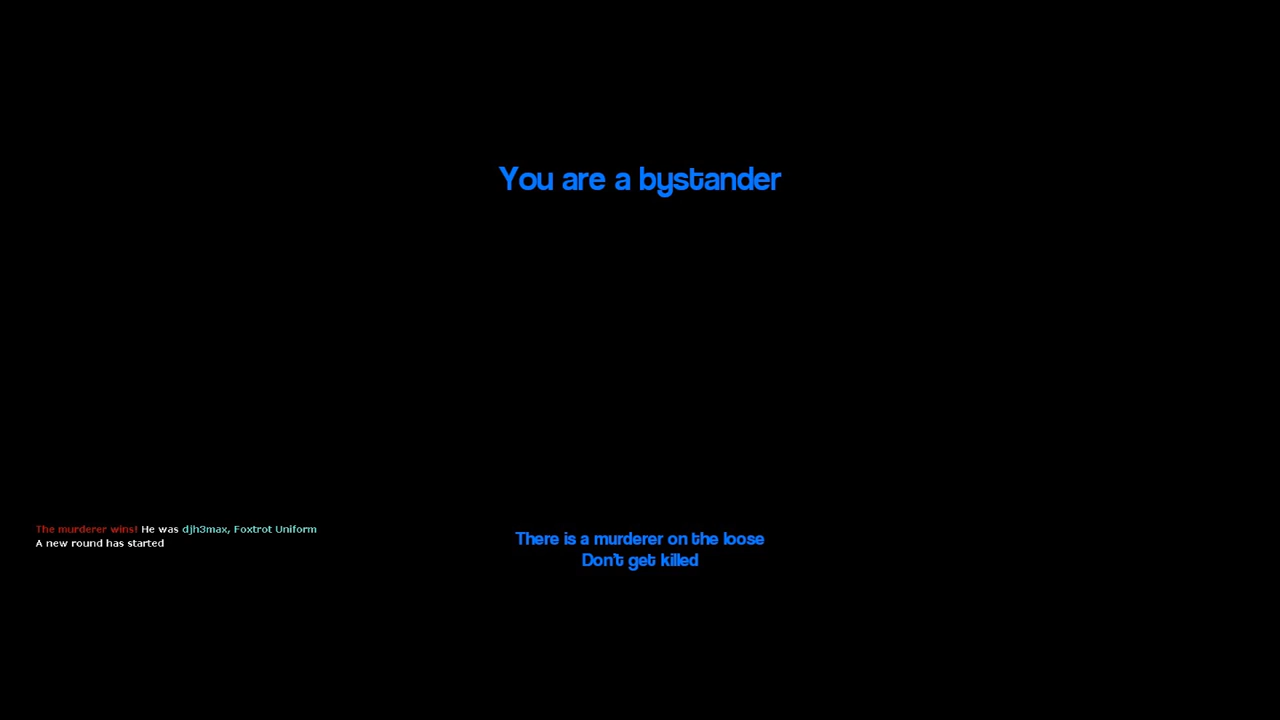 You are a bystander
The murderer wins! He was djh3max, Foxtrot Uniform
A new round has started
There is a murderer on the loose
Don't get killed